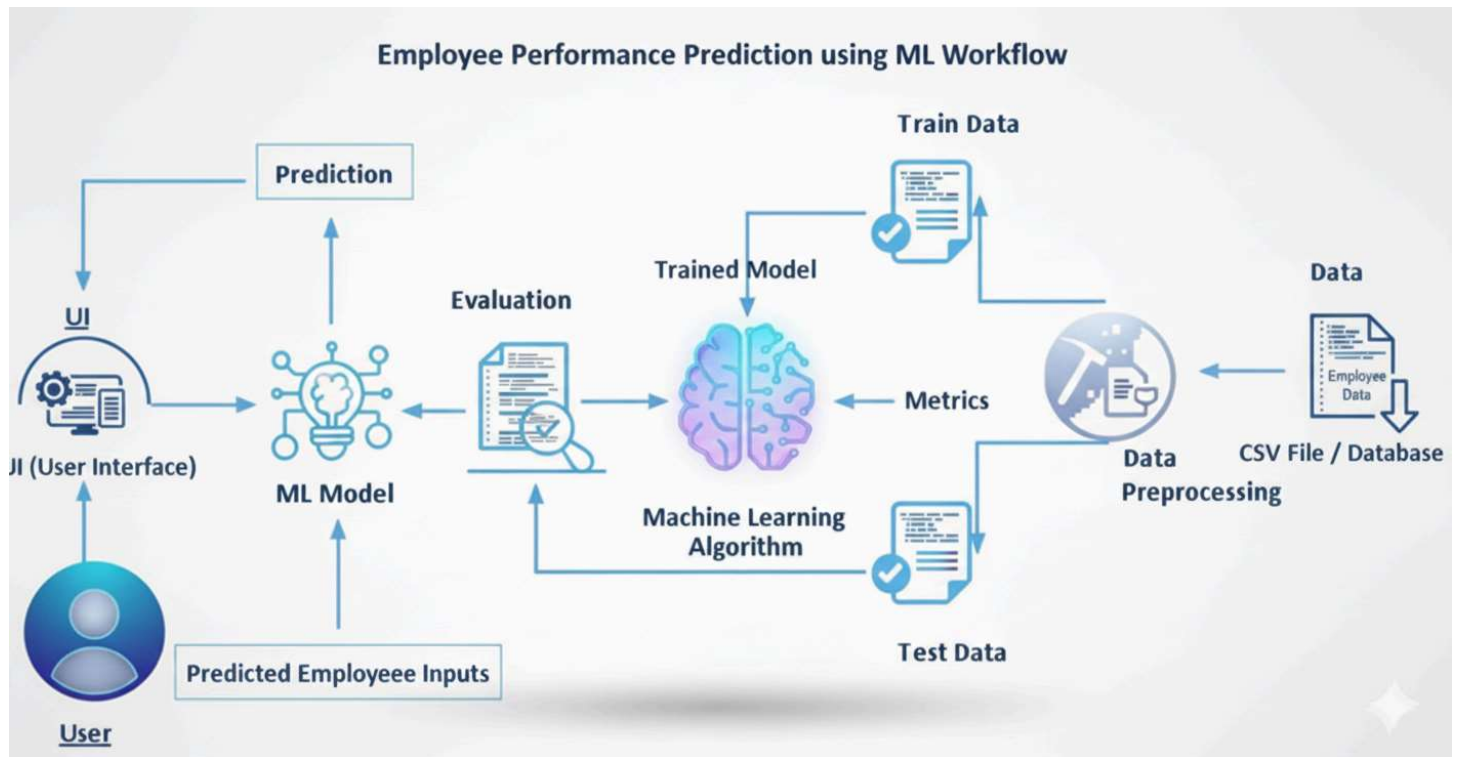 Employee Performance Prediction using ML Workflow
Train Data
Prediction
Trained Model
Data
Evaluation
UI
Employee
Data
Metrics
CSV File / Database
JI (User Interface)
ML Model
Data
Preprocessing
Machine Learning
Algorithm
Test Data
Predicted Employeee Inputs
User